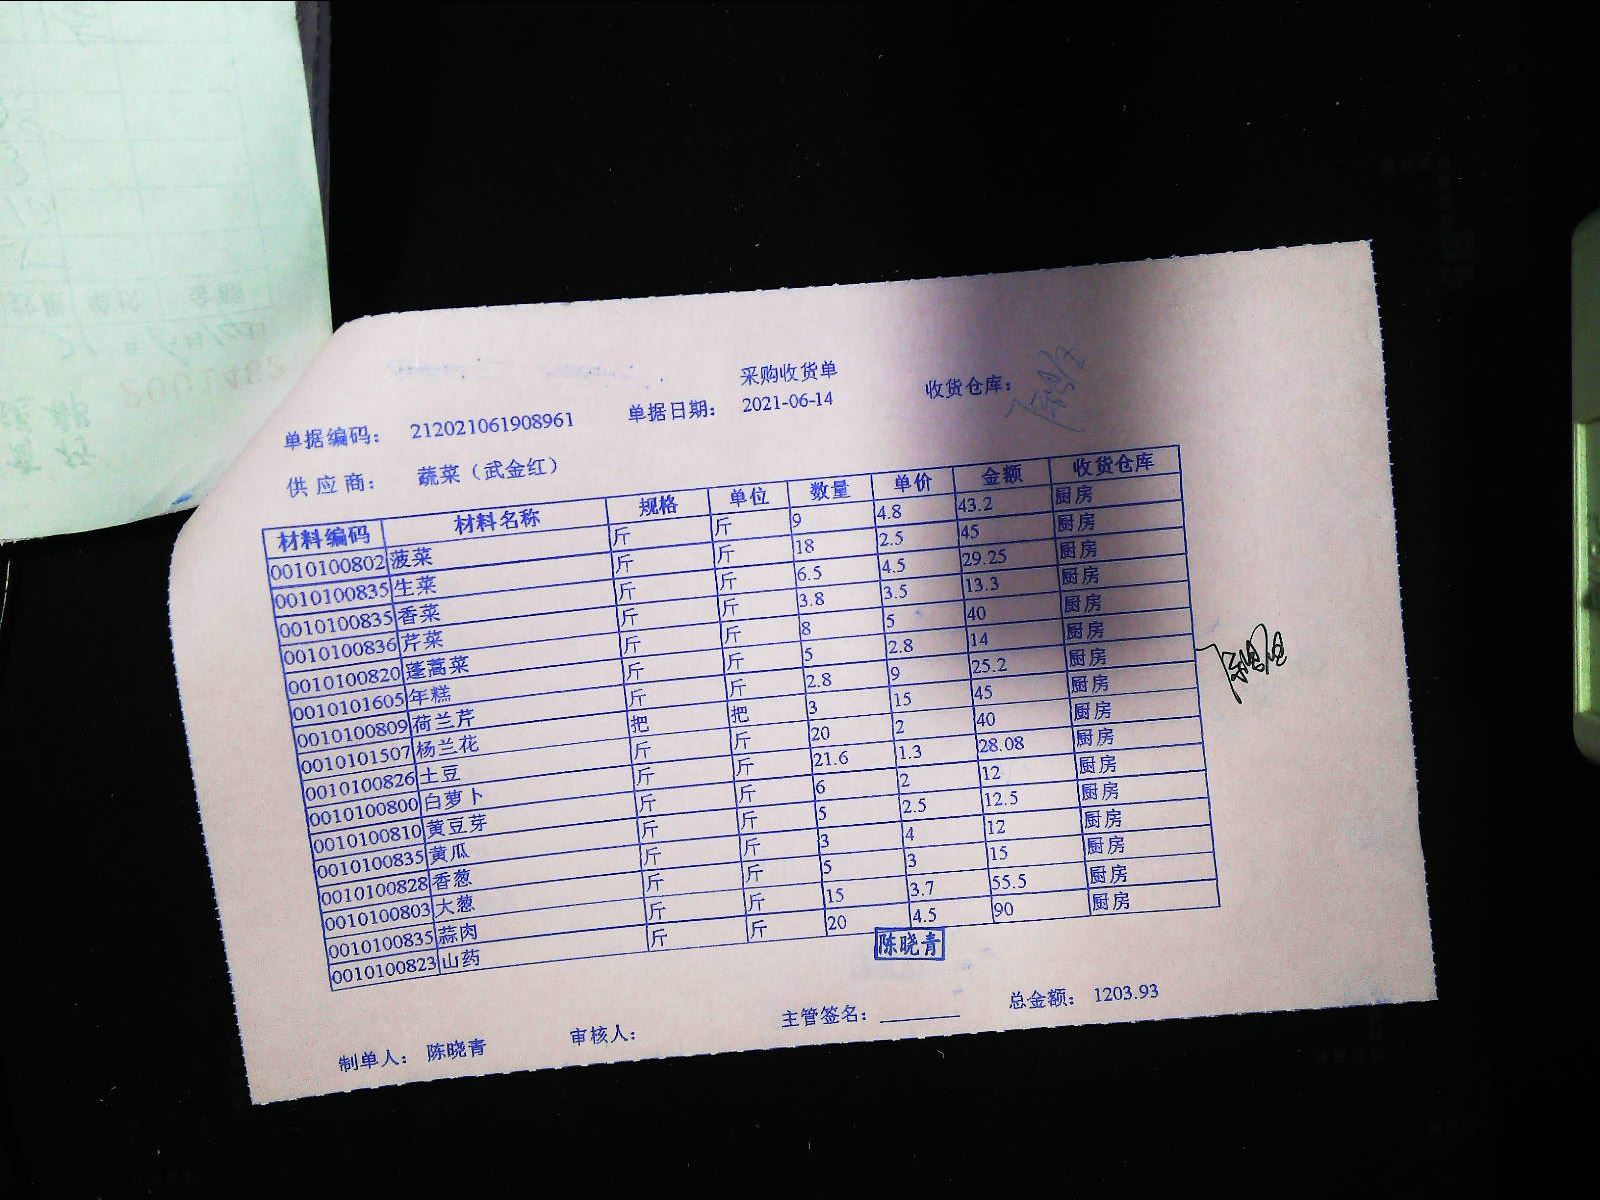 采购收货单
单据编码： 212021061908961 单据日期： 2021-06-14 收货仓库：
供应商： 蔬菜（武金红）
材料编码 材料名称 规格 单位 数量 单价 金额 收货仓库
0010100802 菠菜 斤 斤 9 4.8 43.2 厨房
0010100835 生菜 斤 斤 18 2.5 45 厨房
0010100835 香菜 斤 斤 6.5 4.5 29.25 厨房
0010100836 芹菜 斤 斤 3.8 3.5 13.3 厨房
0010100820 蓬蒿菜 斤 斤 8 5 40 厨房
0010101605 年糕 斤 斤 5 2.8 14 厨房
0010100809 荷兰芹 斤 斤 2.8 9 25.2 厨房
0010101507 杨兰花 把 把 3 15 45 厨房
0010100826 土豆 斤 斤 20 2 40 厨房
0010100800 白萝卜 斤 斤 21.6 1.3 28.08 厨房
0010100810 黄豆芽 斤 斤 6 2 12 厨房
0010100835 黄瓜 斤 斤 5 2.5 12.5 厨房
0010100828 香葱 斤 斤 3 4 12 厨房
0010100803 大葱 斤 斤 5 3 15 厨房
0010100835 蒜肉 斤 斤 15 3.7 55.5 厨房
0010100823 山药 斤 斤 20 4.5 90 厨房
陈晓青
制单人： 陈晓青 审核人： 主管签名： 总金额： 1203.93